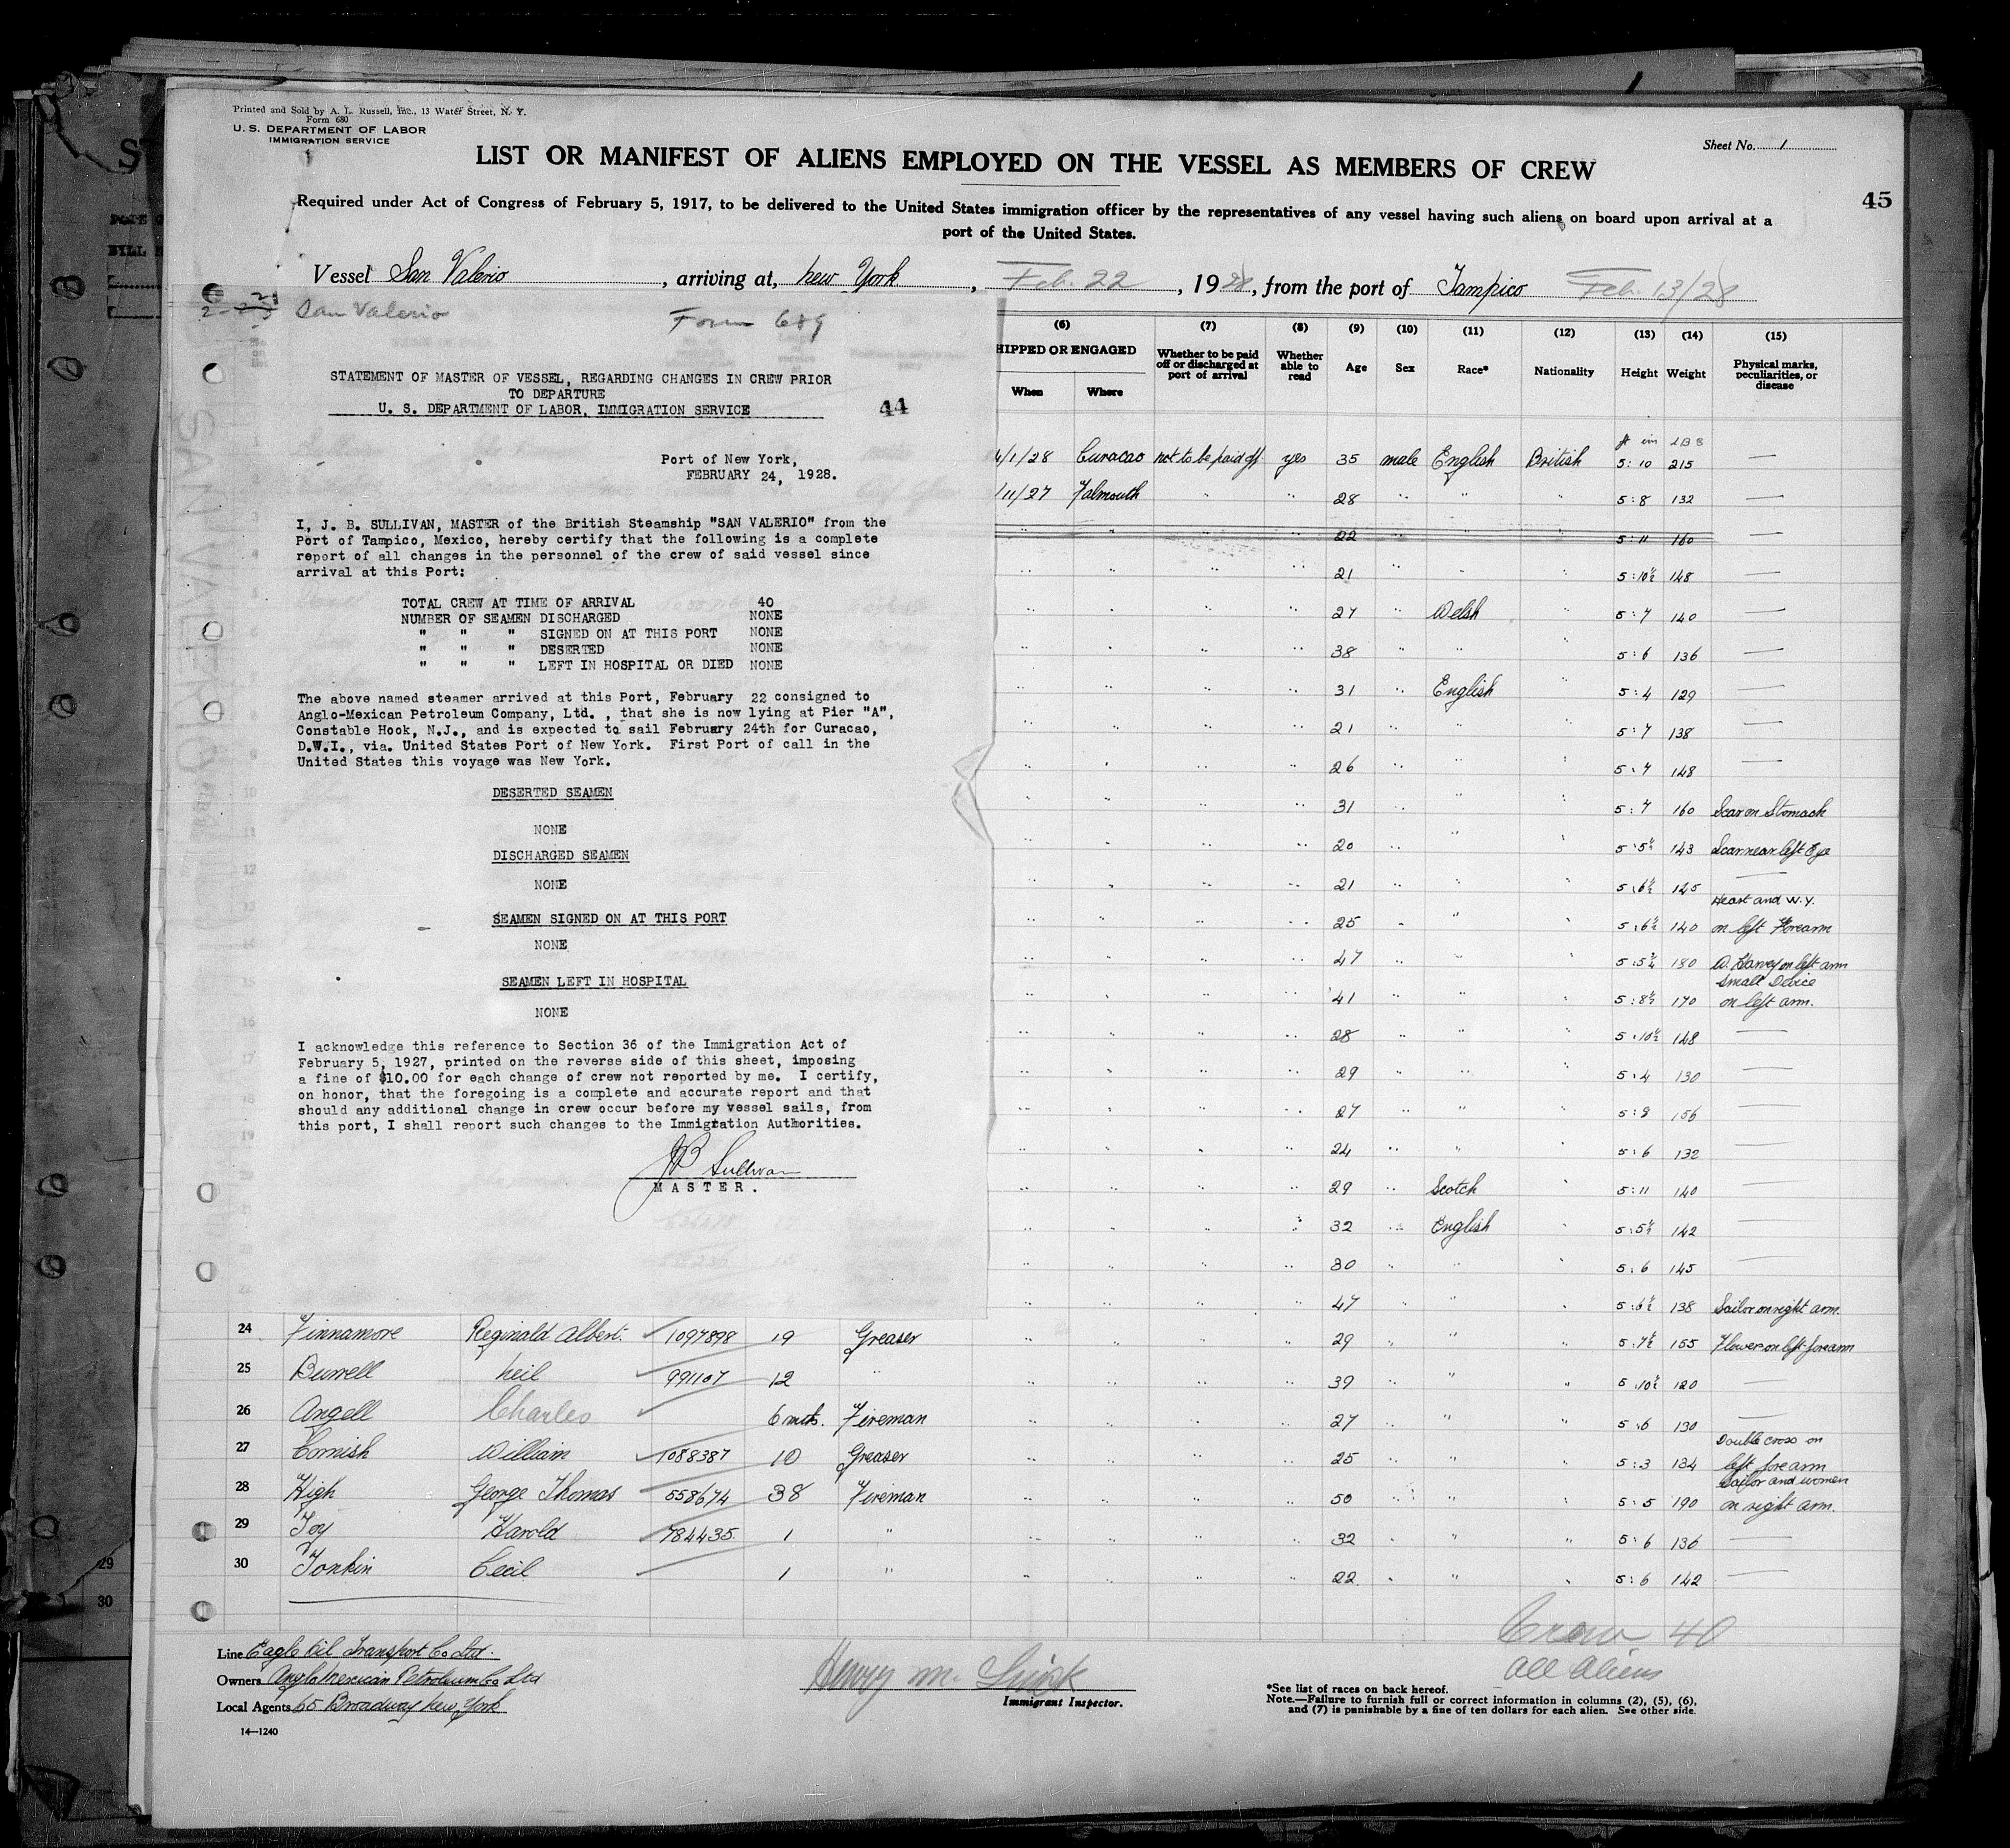 Printed and Sold by A. L. Russell, Inc., 13 Water Street, N. Y.
Form 680
U. S. DEPARTMENT OF LABOR
IMMIGRATION SERVICE
Sheet No. 1
LIST OR MANIFEST OF ALIENS EMPLOYED ON THE VESSEL AS MEMBERS OF CREW
45
Required under Act of Congress of February 5, 1917, to be delivered to the United States immigration officer by the representatives of any vessel having such aliens on board upon arrival at a
port of the United States.
Vessel San Valerio, arriving at, New York, Feb. 22, 1928, from the port of Tampico Feb. 13/28
San Valerio Form 689
STATEMENT OF MASTER OF VESSEL, REGARDING CHANGES IN CREW PRIOR
TO DEPARTURE
U. S. DEPARTMENT OF LABOR, IMMIGRATION SERVICE
44
Port of New York,
FEBRUARY 24, 1928.
I, J. B. SULLIVAN, MASTER of the British Steamship "SAN VALERIO" from the
Port of Tampico, Mexico, hereby certify that the following is a complete
report of all changes in the personnel of the crew of said vessel since
arrival at this Port:
TOTAL CREW AT TIME OF ARRIVAL 40
NUMBER OF SEAMEN DISCHARGED NONE
" " " SIGNED ON AT THIS PORT NONE
" " " DESERTED NONE
" " " LEFT IN HOSPITAL OR DIED NONE
The above named steamer arrived at this Port, February 22 consigned to
Anglo-Mexican Petroleum Company, Ltd. , that she is now lying at Pier "A",
Constable Hook, N.J., and is expected to sail February 24th for Curacao,
D.W.I., via. United States Port of New York. First Port of call in the
United States this voyage was New York.
DESERTED SEAMEN
NONE
DISCHARGED SEAMEN
NONE
SEAMEN SIGNED ON AT THIS PORT
NONE
SEAMEN LEFT IN HOSPITAL
NONE
I acknowledge this reference to Section 36 of the Immigration Act of
February 5, 1927, printed on the reverse side of this sheet, imposing
a fine of $10.00 for each change of crew not reported by me. I certify,
on honor, that the foregoing is a complete and accurate report and that
should any additional change in crew occur before my vessel sails, from
this port, I shall report such changes to the Immigration Authorities.
JB Sullivan
MASTER.
(6) (7) (8) (9) (10) (11) (12) (13) (14) (15)
HIPPED OR ENGAGED
When Where
Whether to be paid
off or discharged at
port of arrival
Whether
able to
read
Age Sex Race* Nationality Height Weight
Physical marks,
peculiarities, or
disease
ft in LBS
/1/28 Curacao not to be paid off yes 35 male English British 5:10 215 —
/11/27 Falmouth " " 28 " " " 5:8 132 —
" " 22 " " " 5:11 160 —
" " " " 21 " " " 5:10½ 148 —
" " " " 27 " Welsh " 5:7 140 —
" " " " 38 " " " 5:6 136 —
" " " " 31 " English " 5:4 129 —
" " " " 21 " " " 5:7 138 —
" " " " 26 " " " 5:7 148 —
" " " " 31 " " " 5:7 160 Scar on Stomach
" " " " 20 " " " 5:5½ 143 Scar near left Eye
" " " " 21 " " " 5:6½ 125 —
" " " " 25 " " " 5:6½ 140 Heart and W.Y. on left Forearm
" " " " 47 " " " 5:5¾ 180 on left arm
" " " " 41 " " " 5:8½ 170 Small Device on left arm.
" " " " 28 " " " 5:10½ 148 —
" " " " 29 " " " 5:4 130 —
" " " " 27 " " " 5:9 156 —
" " " " 24 " " " 5:6 132 —
" " " " 29 " Scotch " 5:11 140 —
" " " " 32 " English " 5:5½ 142 —
" " " " 30 " " " 5:6 145 —
" " " " 47 " " " 5:6½ 138 Sailor on right arm.
24 Finnamore Reginald Albert. 1097898 19 Greaser " " " " 29 " " " 5:7½ 155 Flower on left forearm
25 Burrell Neil 991107 12 " " " " " 39 " " " 5:10½ 120 —
26 Angell Charles 6 mts. Fireman " " " " 27 " " " 5:6 130 —
27 Cornish William 1088387 10 Greaser " " " " 25 " " " 5:3 134 Double cross on left forearm
28 High George Thomas 558674 38 Fireman " " " " 50 " " " 5:5 190 Sailor and women on right arm.
29 Toy Harold 784435 1 " " " " " 32 " " " 5:6 136 —
30 Tonkin Cecil 1 " " " " " 22 " " " 5:6 142 —
Crew 40
All Aliens
Line Eagle Oil Transport Co Ltd.
Owners Anglo Mexican Petroleum Co Ltd
Local Agents 65 Broadway New York
14—1240
Henry M.
Immigrant Inspector.
*See list of races on back hereof.
Note.—Failure to furnish full or correct information in columns (2), (5), (6),
and (7) is punishable by a fine of ten dollars for each alien. See other side.
29
30